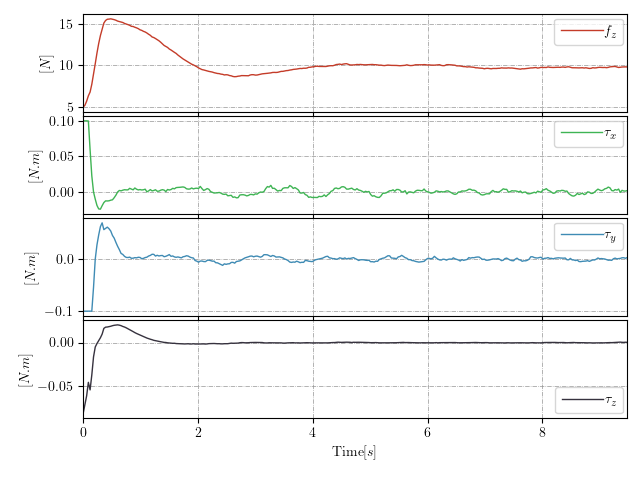 15
10
5
[N]
f_z
0.10
0.05
0.00
[N.m]
τ_x
0.0
−0.1
[N.m]
τ_y
0.00
−0.05
[N.m]
τ_z
0 2 4 6 8
Time[s]